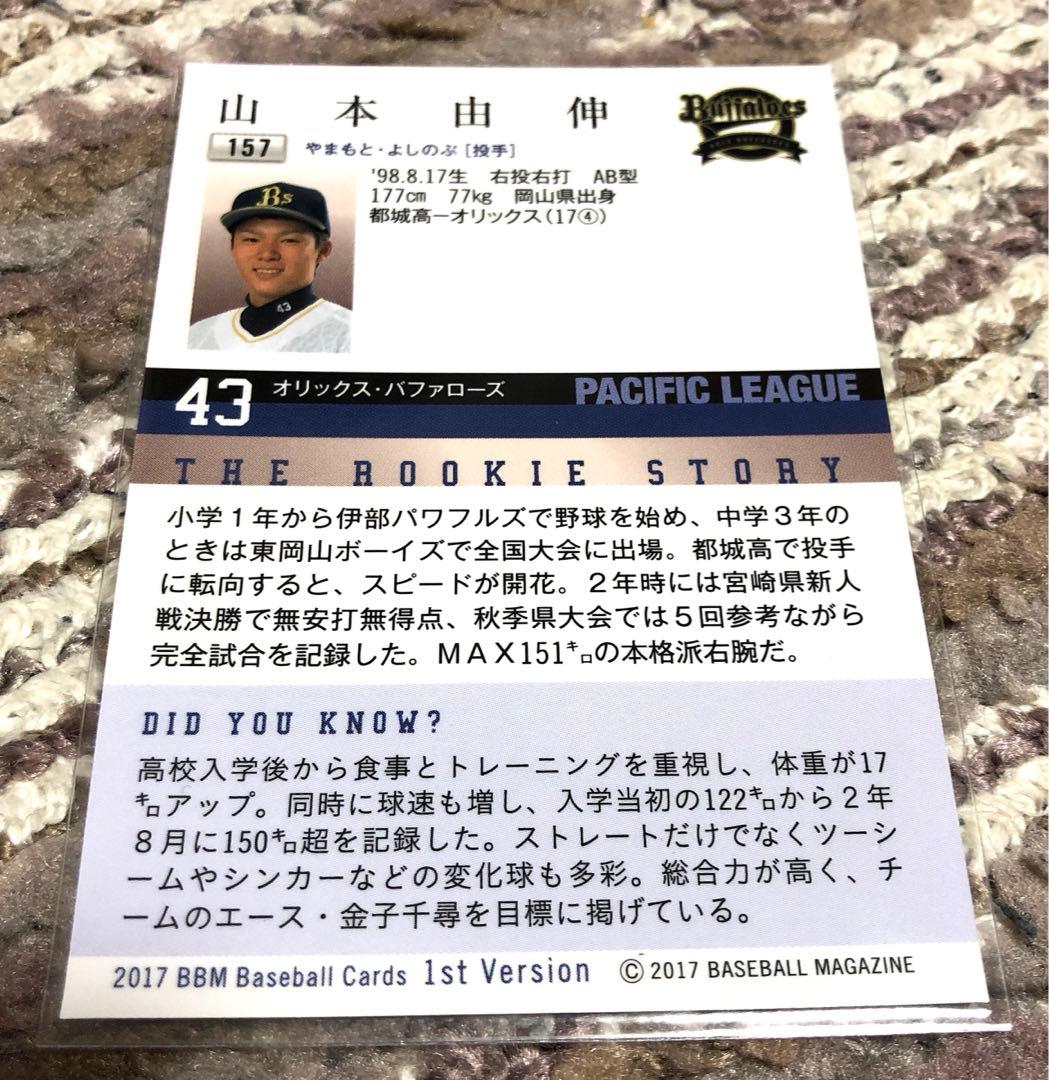 山本由伸
Buffaloes
157
やまもと・よしのぶ [投手]
'98.8.17生 右投右打 AB型
177cm 77kg 岡山県出身
都城高ーオリックス(17④)
Bs
43
43
オリックス・バファローズ
PACIFIC LEAGUE
THE ROOKIE STORY
小学1年から伊部パワフルズで野球を始め、中学3年の
ときは東岡山ボーイズで全国大会に出場。都城高で投手
に転向すると、スピードが開花。2年時には宮崎県新人
戦決勝で無安打無得点、秋季県大会では5回参考ながら
完全試合を記録した。MAX151㌔の本格派右腕だ。
DID YOU KNOW?
高校入学後から食事とトレーニングを重視し、体重が17
㌔アップ。同時に球速も増し、入学当初の122㌔から2年
8月に150㌔超を記録した。ストレートだけでなくツーシ
ームやシンカーなどの変化球も多彩。総合力が高く、チ
ームのエース・金子千尋を目標に掲げている。
2017 BBM Baseball Cards 1st Version © 2017 BASEBALL MAGAZINE